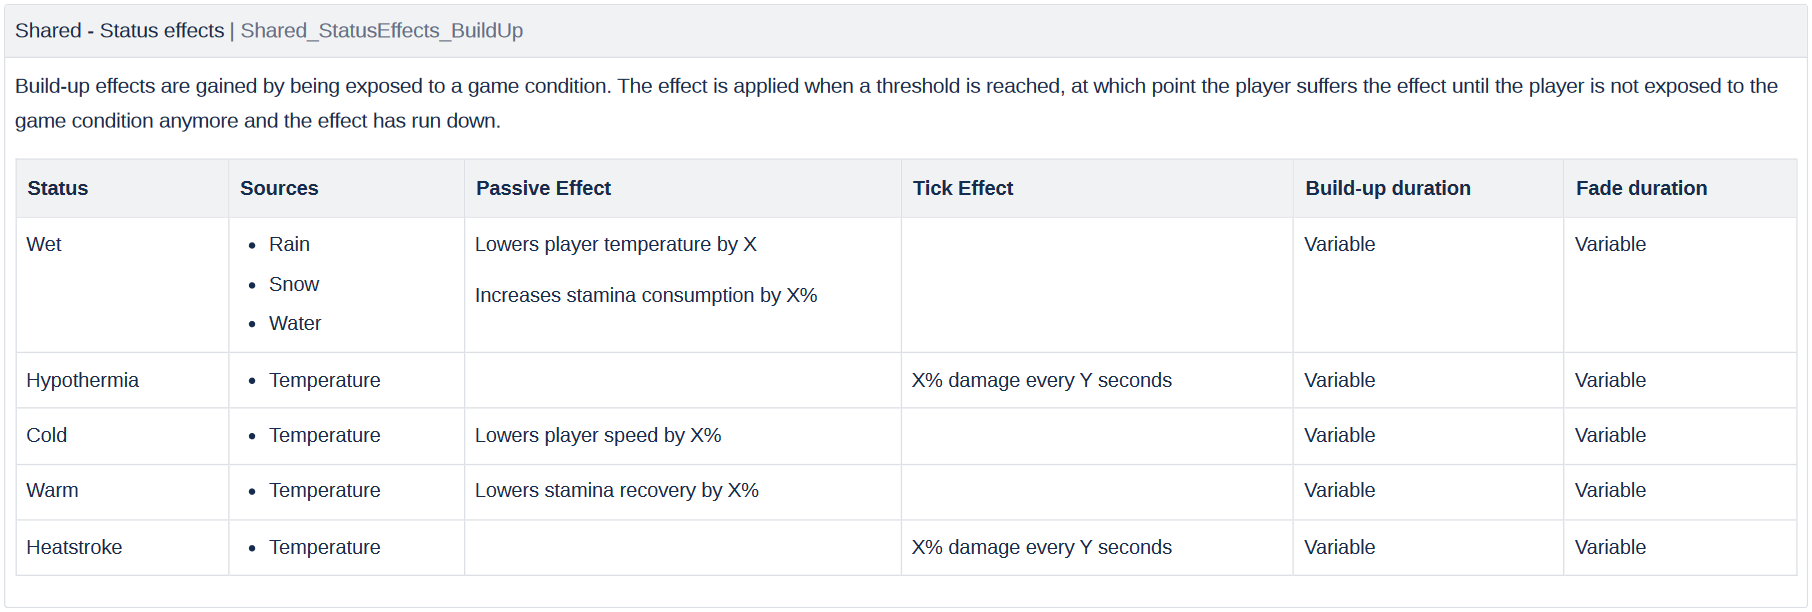 Shared - Status effects | Shared_StatusEffects_BuildUp
Build-up effects are gained by being exposed to a game condition. The effect is applied when a threshold is reached, at which point the player suffers the effect until the player is not exposed to the
game condition anymore and the effect has run down.
Status Sources Passive Effect Tick Effect Build-up duration Fade duration
Wet • Rain Lowers player temperature by X Variable Variable
• Snow Increases stamina consumption by X%
• Water
Hypothermia • Temperature X% damage every Y seconds Variable Variable
Cold • Temperature Lowers player speed by X% Variable Variable
Warm • Temperature Lowers stamina recovery by X% Variable Variable
Heatstroke • Temperature X% damage every Y seconds Variable Variable